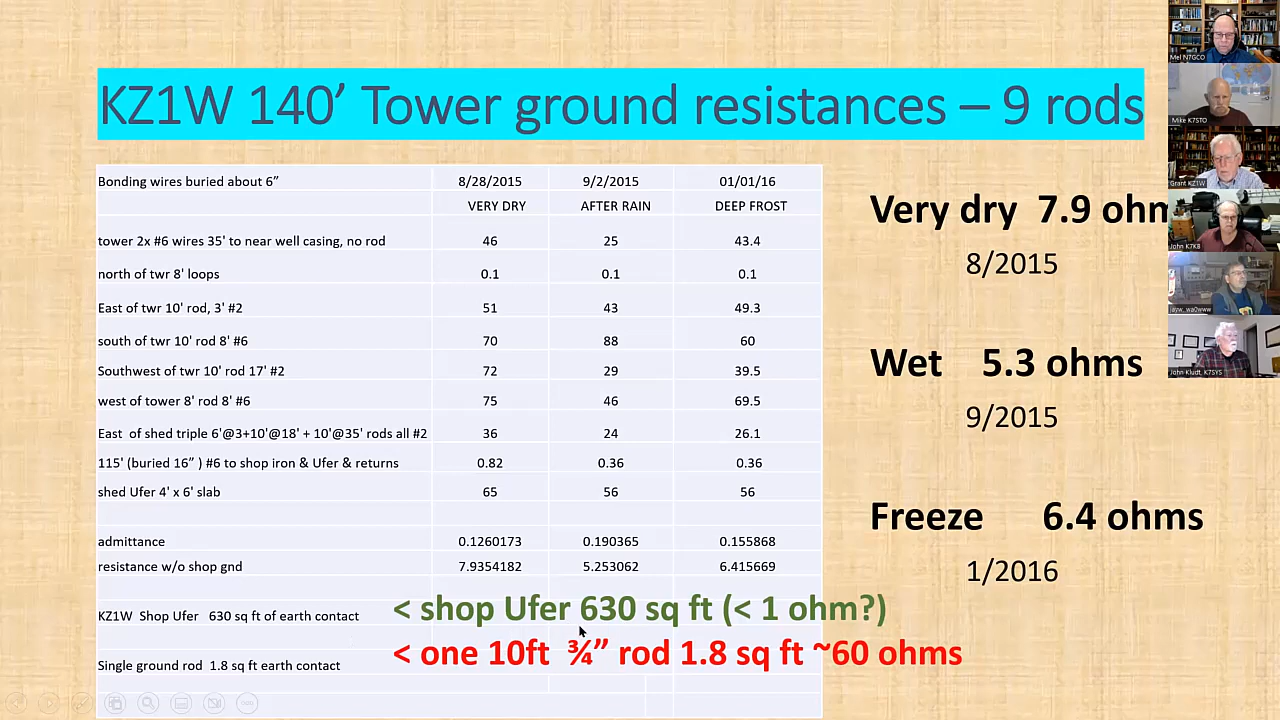 KZ1W 140’ Tower ground resistances – 9 rods
Bonding wires buried about 6” 8/28/2015 9/2/2015 01/01/16
VERY DRY AFTER RAIN DEEP FROST
tower 2x #6 wires 35' to near well casing, no rod 46 25 43.4
north of twr 8' loops 0.1 0.1 0.1
East of twr 10' rod, 3' #2 51 43 49.3
south of twr 10' rod 8' #6 70 88 60
Southwest of twr 10' rod 17' #2 72 29 39.5
west of tower 8' rod 8' #6 75 46 69.5
East of shed triple 6'@3+10'@18' + 10'@35' rods all #2 36 24 26.1
115' (buried 16” ) #6 to shop iron & Ufer & returns 0.82 0.36 0.36
shed Ufer 4' x 6' slab 65 56 56
admittance 0.1260173 0.190365 0.155868
resistance w/o shop gnd 7.9354182 5.253062 6.415669
KZ1W Shop Ufer 630 sq ft of earth contact
< shop Ufer 630 sq ft (< 1 ohm?)
Single ground rod 1.8 sq ft earth contact
< one 10ft ¾” rod 1.8 sq ft ~60 ohms
Very dry 7.9 ohm
8/2015
Wet 5.3 ohms
9/2015
Freeze 6.4 ohms
1/2016
Mel N7GCO
Mike K7STO
Grant KZ1W
John K7KB
jayw_wa0www
John Kludt, K7SYS